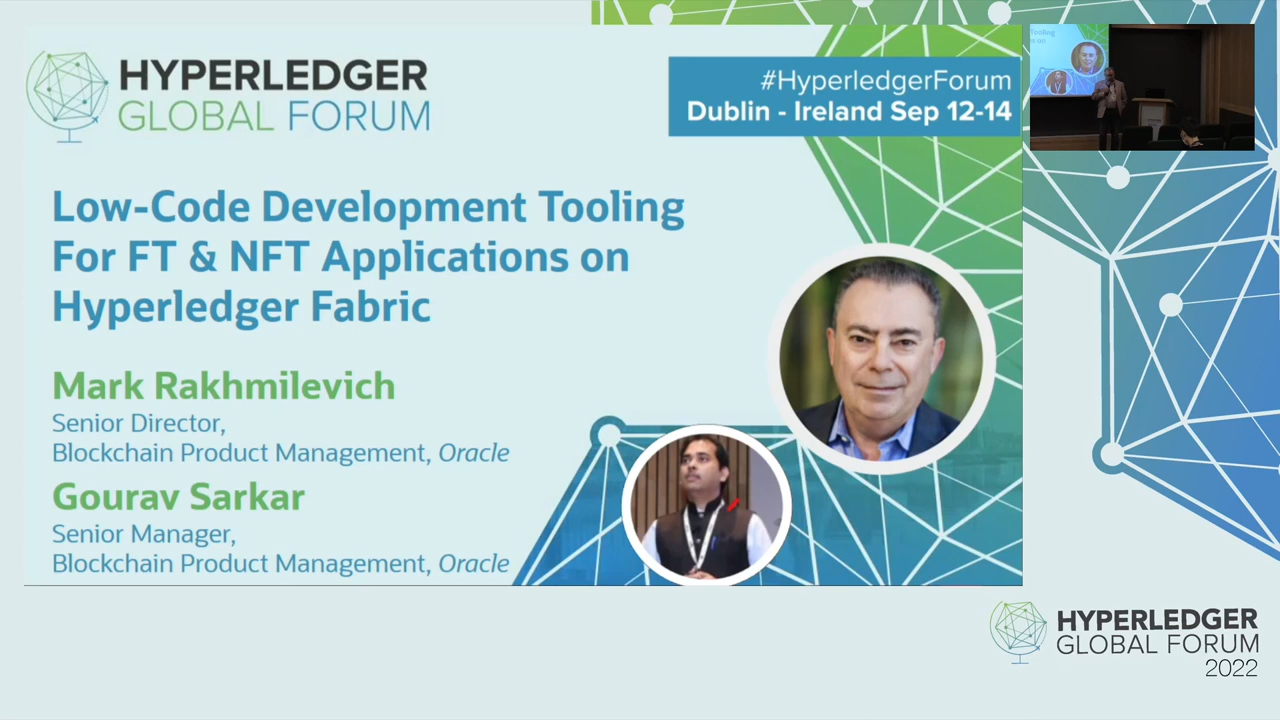 HYPERLEDGER
GLOBAL FORUM
#HyperledgerForum
Dublin - Ireland Sep 12-14
Low-Code Development Tooling
For FT & NFT Applications on
Hyperledger Fabric
Mark Rakhmilevich
Senior Director,
Blockchain Product Management, Oracle
Gourav Sarkar
Senior Manager,
Blockchain Product Management, Oracle
HYPERLEDGER
GLOBAL FORUM
2022